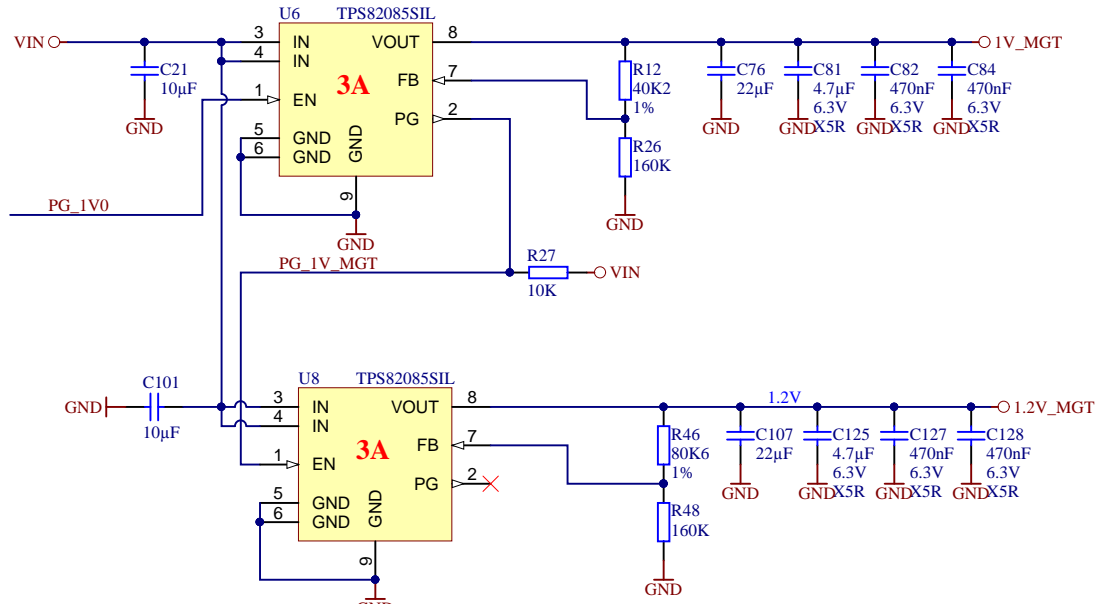 U6 TPS82085SIL
VIN 3 IN VOUT 8 1V_MGT
4 IN
C21 10µF
GND
1 EN
3A
FB 7
PG 2
5 GND
6 GND
GND
9
GND
R12
40K2
1%
R26
160K
GND
C76
22µF
GND
C81
4.7µF
6.3V
GND X5R
C82
470nF
6.3V
GND X5R
C84
470nF
6.3V
GND X5R
PG_1V0
PG_1V_MGT
R27
10K
VIN
U8 TPS82085SIL
C101
GND
10µF
3 IN VOUT 8 1.2V 1.2V_MGT
4 IN
1 EN
3A
FB 7
PG 2
5 GND
6 GND
GND
9
GND
R46
80K6
1%
R48
160K
GND
C107
22µF
GND
C125
4.7µF
6.3V
GND X5R
C127
470nF
6.3V
GND X5R
C128
470nF
6.3V
GND X5R